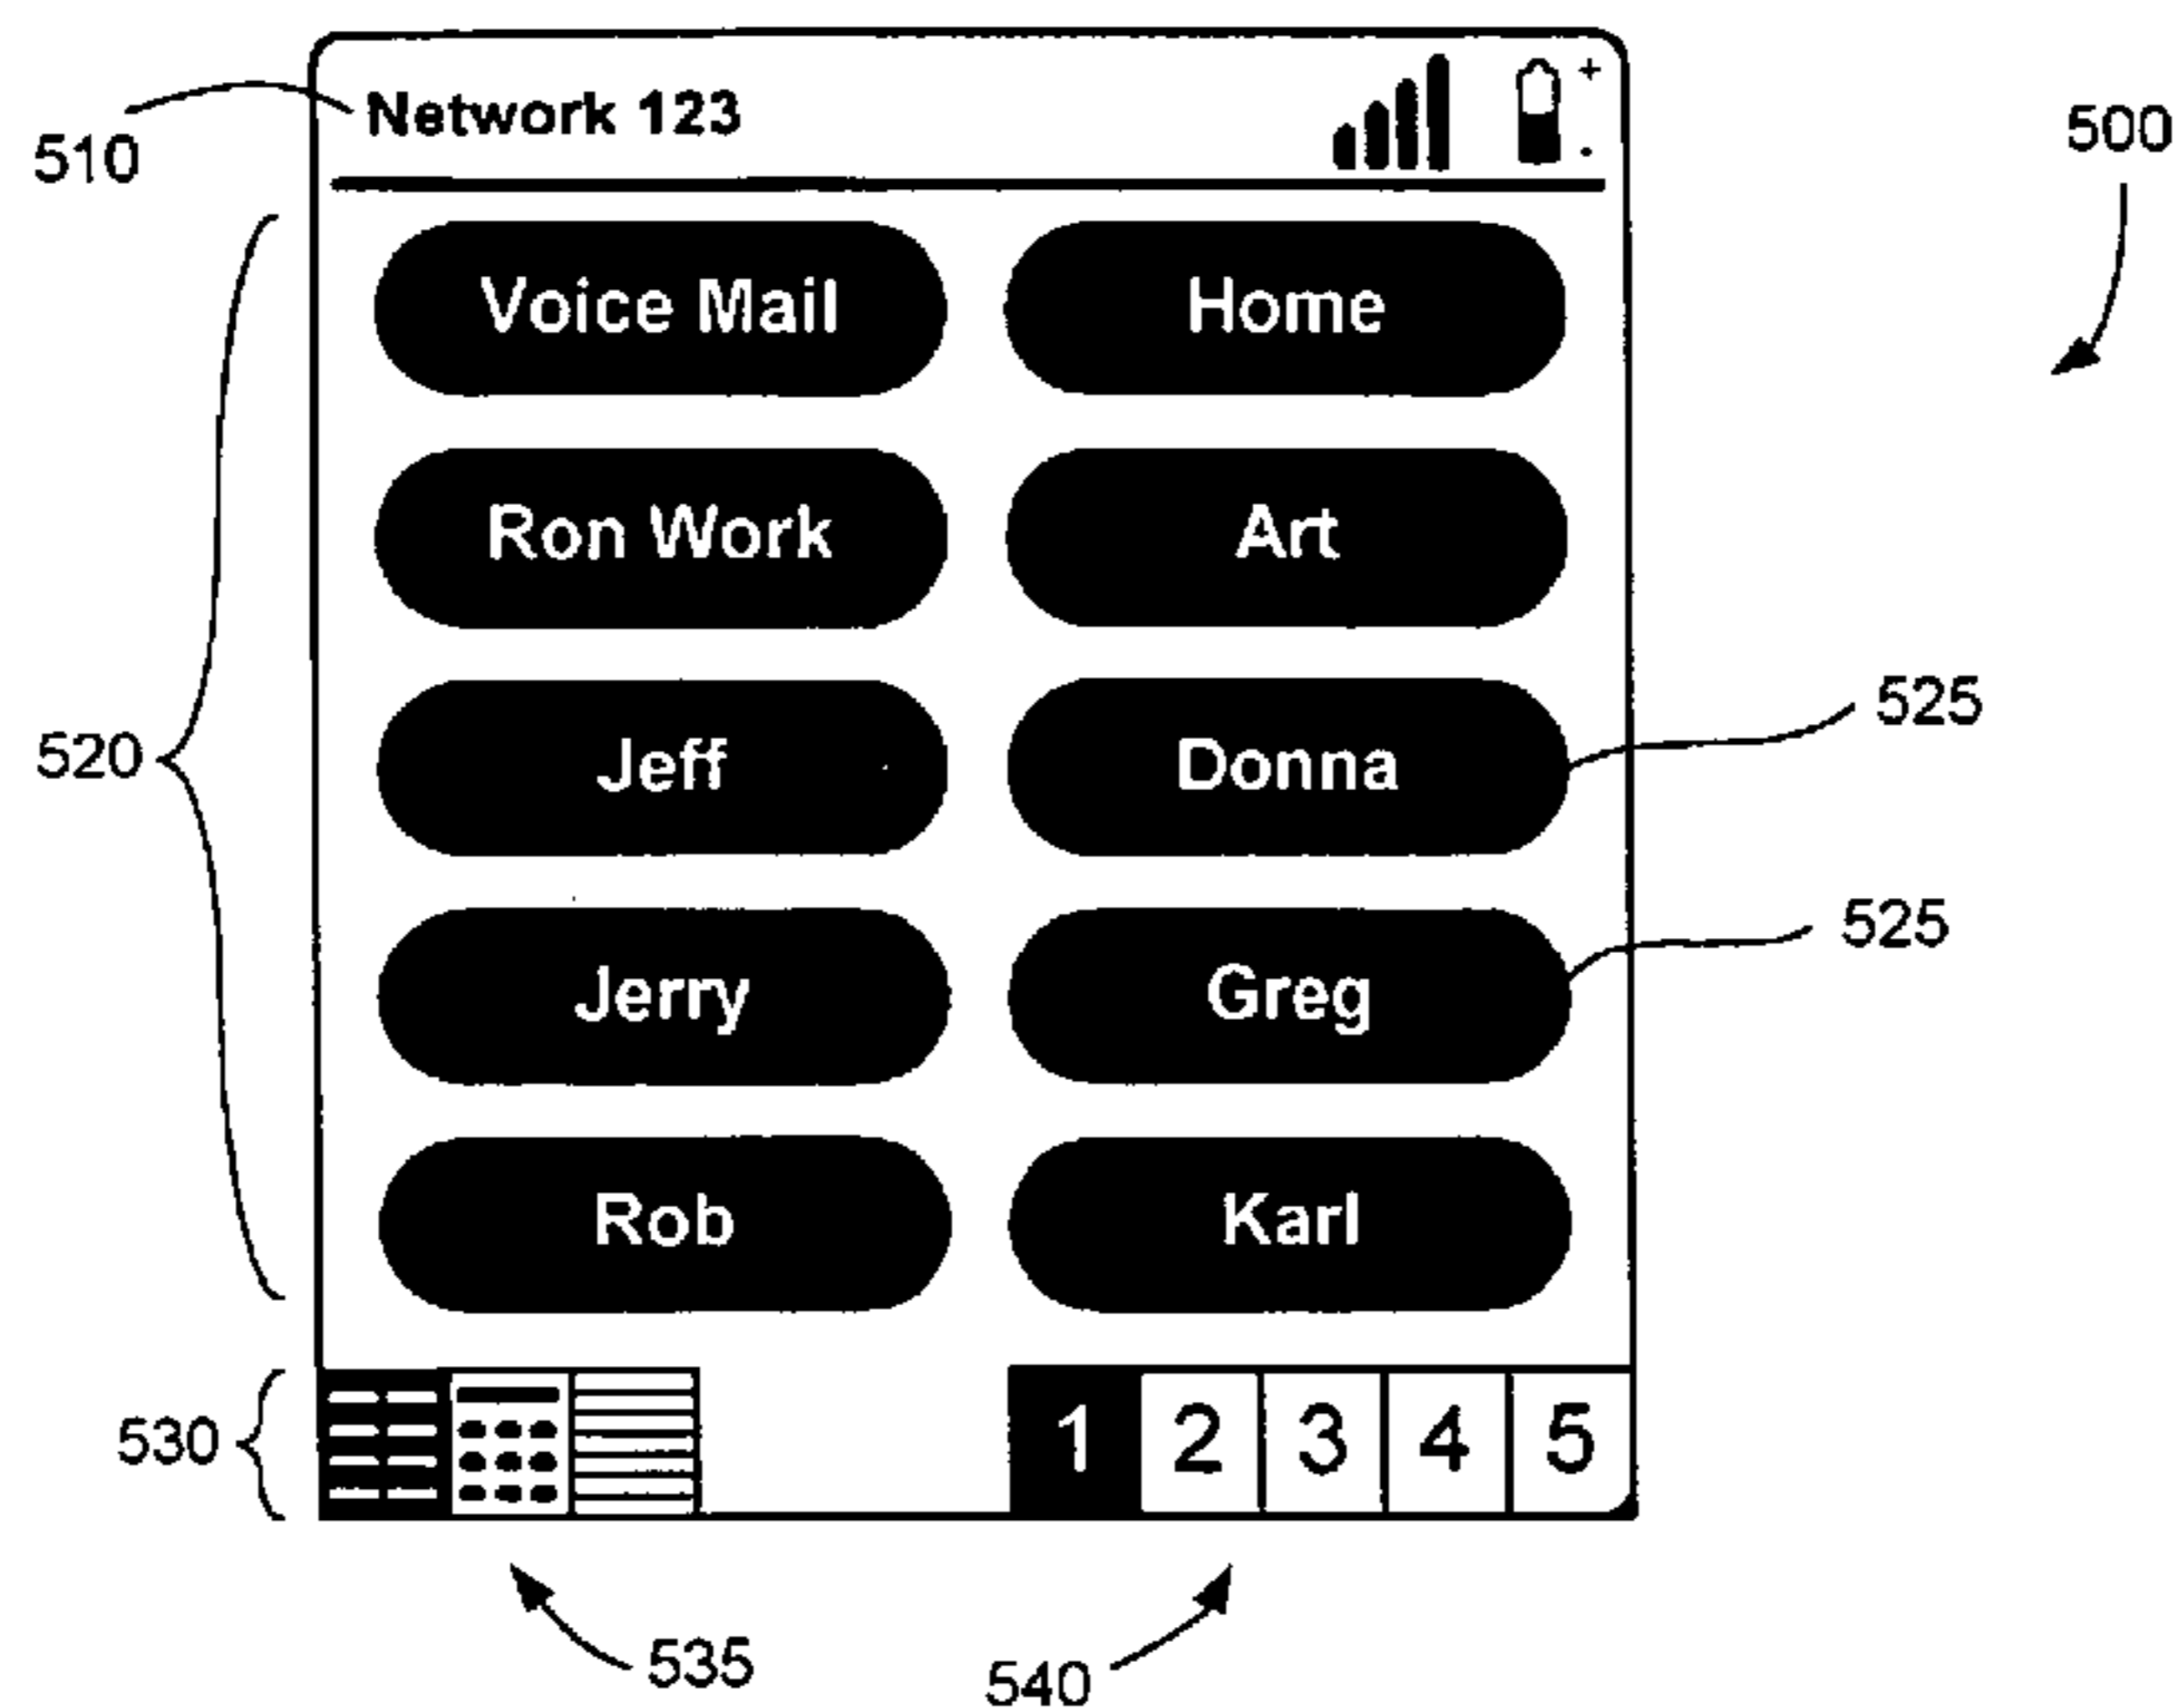 Network 123
510
500
Voice Mail
Home
Ron Work
Art
525
520
Jeff
Donna
525
Jerry
Greg
Rob
Karl
530
1 2 3 4 5
535
540